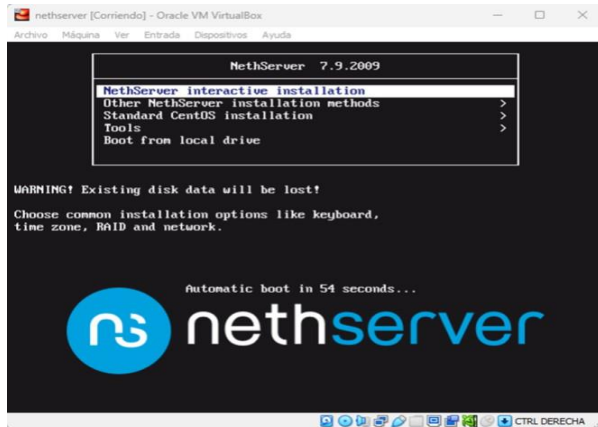 nethserver [Corriendo] - Oracle VM VirtualBox
Archivo Máquina Ver Entrada Dispositivos Ayuda
NethServer 7.9.2009
NethServer interactive installation
Other NethServer installation methods >
Standard CentOS installation >
Tools >
Boot from local drive
WARNING! Existing disk data will be lost!
Choose common installation options like keyboard,
time zone, RAID and network.
Automatic boot in 54 seconds...
ns nethserver
CTRL DERECHA